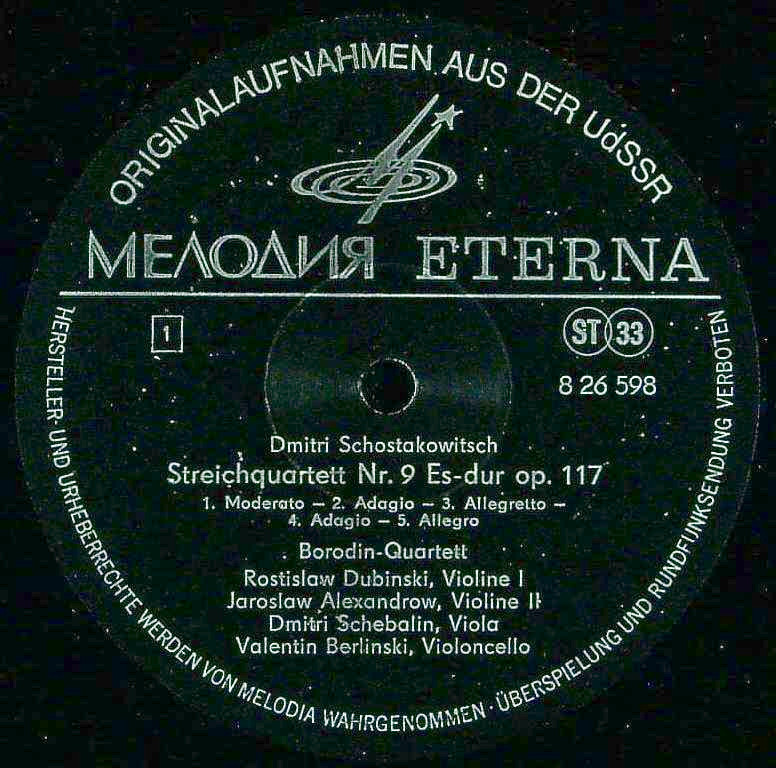 ORIGINALAUFNAHMEN AUS DER UdSSR
МЕЛОДИЯ ETERNA
1
ST 33
8 26 598
Dmitri Schostakowitsch
Streichquartett Nr. 9 Es-dur op. 117
1. Moderato – 2. Adagio – 3. Allegretto –
4. Adagio – 5. Allegro
Borodin-Quartett
Rostislaw Dubinski, Violine I
Jaroslaw Alexandrow, Violine II
Dmitri Schebalin, Viola
Valentin Berlinski, Violoncello
HERSTELLER- UND URHEBERRECHTE WERDEN VON MELODIA WAHRGENOMMEN · ÜBERSPIELUNG UND RUNDFUNKSENDUNG VERBOTEN